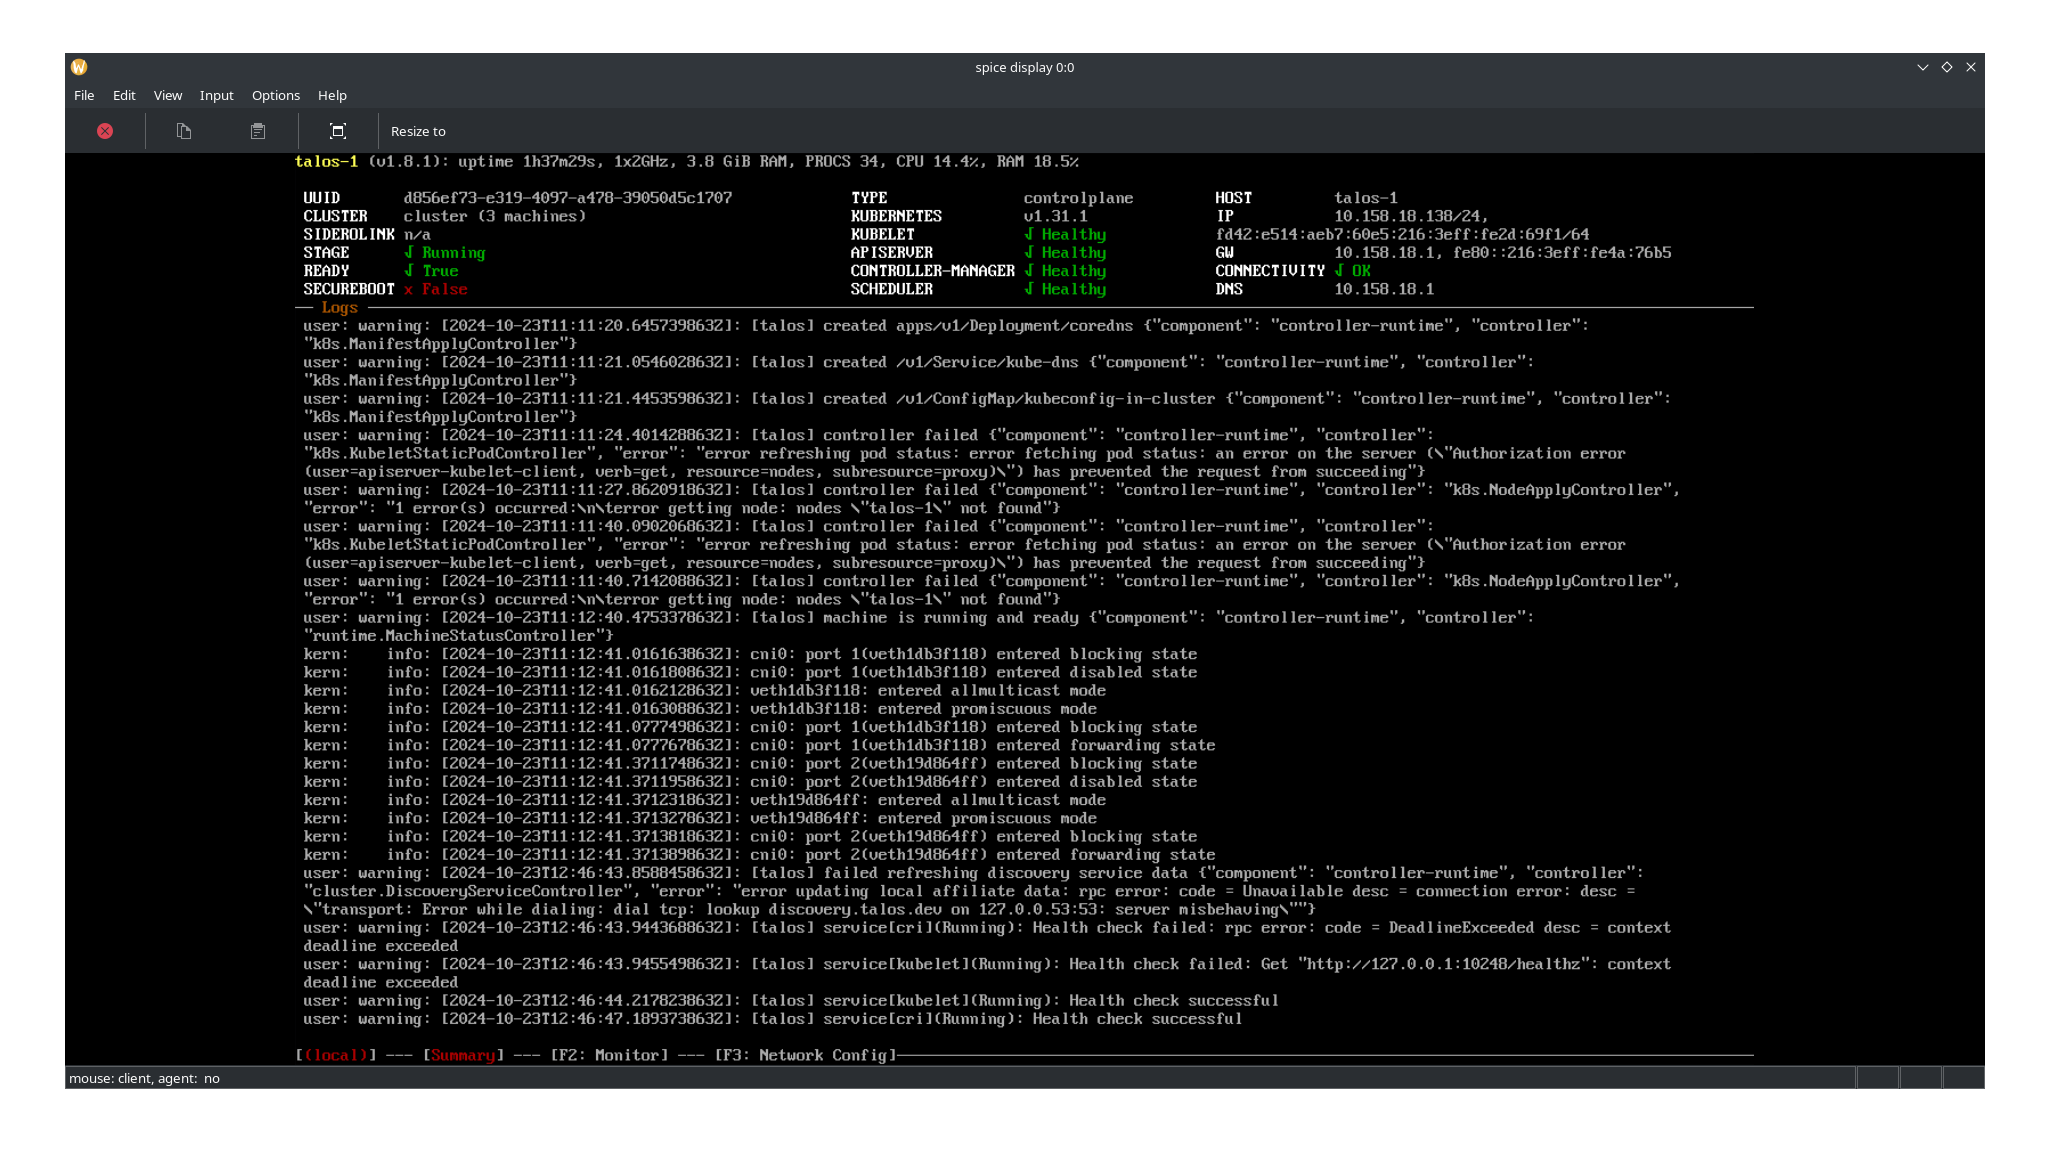 W
spice display 0:0
File Edit View Input Options Help
Resize to
talos-1 (v1.8.1): uptime 1h37m29s, 1x2GHz, 3.8 GiB RAM, PROCS 34, CPU 14.4%, RAM 18.5%
UUID d856ef73-e319-4097-a478-39050d5c1707 TYPE controlplane HOST talos-1
CLUSTER cluster (3 machines) KUBERNETES v1.31.1 IP 10.158.18.138/24,
SIDEROLINK n/a KUBELET √ Healthy fd42:e514:aeb7:60e5:216:3eff:fe2d:69f1/64
STAGE √ Running APISERVER √ Healthy GW 10.158.18.1, fe80::216:3eff:fe4a:76b5
READY √ True CONTROLLER-MANAGER √ Healthy CONNECTIVITY √ OK
SECUREBOOT x False SCHEDULER √ Healthy DNS 10.158.18.1
Logs
user: warning: [2024-10-23T11:11:20.645739863Z]: [talos] created apps/v1/Deployment/coredns {"component": "controller-runtime", "controller":
"k8s.ManifestApplyController"}
user: warning: [2024-10-23T11:11:21.054602863Z]: [talos] created /v1/Service/kube-dns {"component": "controller-runtime", "controller":
"k8s.ManifestApplyController"}
user: warning: [2024-10-23T11:11:21.445359863Z]: [talos] created /v1/ConfigMap/kubeconfig-in-cluster {"component": "controller-runtime", "controller":
"k8s.ManifestApplyController"}
user: warning: [2024-10-23T11:11:24.401428863Z]: [talos] controller failed {"component": "controller-runtime", "controller":
"k8s.KubeletStaticPodController", "error": "error refreshing pod status: error fetching pod status: an error on the server (\"Authorization error
(user=apiserver-kubelet-client, verb=get, resource=nodes, subresource=proxy)\") has prevented the request from succeeding"}
user: warning: [2024-10-23T11:11:27.862091863Z]: [talos] controller failed {"component": "controller-runtime", "controller": "k8s.NodeApplyController",
"error": "1 error(s) occurred:\n\terror getting node: nodes \"talos-1\" not found"}
user: warning: [2024-10-23T11:11:40.090206863Z]: [talos] controller failed {"component": "controller-runtime", "controller":
"k8s.KubeletStaticPodController", "error": "error refreshing pod status: error fetching pod status: an error on the server (\"Authorization error
(user=apiserver-kubelet-client, verb=get, resource=nodes, subresource=proxy)\") has prevented the request from succeeding"}
user: warning: [2024-10-23T11:11:40.714208863Z]: [talos] controller failed {"component": "controller-runtime", "controller": "k8s.NodeApplyController",
"error": "1 error(s) occurred:\n\terror getting node: nodes \"talos-1\" not found"}
user: warning: [2024-10-23T11:12:40.475337863Z]: [talos] machine is running and ready {"component": "controller-runtime", "controller":
"runtime.MachineStatusController"}
kern: info: [2024-10-23T11:12:41.016163863Z]: cni0: port 1(veth1db3f118) entered blocking state
kern: info: [2024-10-23T11:12:41.016180863Z]: cni0: port 1(veth1db3f118) entered disabled state
kern: info: [2024-10-23T11:12:41.016212863Z]: veth1db3f118: entered allmulticast mode
kern: info: [2024-10-23T11:12:41.016308863Z]: veth1db3f118: entered promiscuous mode
kern: info: [2024-10-23T11:12:41.077749863Z]: cni0: port 1(veth1db3f118) entered blocking state
kern: info: [2024-10-23T11:12:41.077767863Z]: cni0: port 1(veth1db3f118) entered forwarding state
kern: info: [2024-10-23T11:12:41.371174863Z]: cni0: port 2(veth19d864ff) entered blocking state
kern: info: [2024-10-23T11:12:41.371195863Z]: cni0: port 2(veth19d864ff) entered disabled state
kern: info: [2024-10-23T11:12:41.371231863Z]: veth19d864ff: entered allmulticast mode
kern: info: [2024-10-23T11:12:41.371327863Z]: veth19d864ff: entered promiscuous mode
kern: info: [2024-10-23T11:12:41.371381863Z]: cni0: port 2(veth19d864ff) entered blocking state
kern: info: [2024-10-23T11:12:41.371389863Z]: cni0: port 2(veth19d864ff) entered forwarding state
user: warning: [2024-10-23T12:46:43.858845863Z]: [talos] failed refreshing discovery service data {"component": "controller-runtime", "controller":
"cluster.DiscoveryServiceController", "error": "error updating local affiliate data: rpc error: code = Unavailable desc = connection error: desc =
\"transport: Error while dialing: dial tcp: lookup discovery.talos.dev on 127.0.0.53:53: server misbehaving\""}
user: warning: [2024-10-23T12:46:43.944368863Z]: [talos] service[cri](Running): Health check failed: rpc error: code = DeadlineExceeded desc = context
deadline exceeded
user: warning: [2024-10-23T12:46:43.945549863Z]: [talos] service[kubelet](Running): Health check failed: Get "http://127.0.0.1:10248/healthz": context
deadline exceeded
user: warning: [2024-10-23T12:46:44.217823863Z]: [talos] service[kubelet](Running): Health check successful
user: warning: [2024-10-23T12:46:47.189373863Z]: [talos] service[cri](Running): Health check successful
[(local)] --- [Summary] --- [F2: Monitor] --- [F3: Network Config]
mouse: client, agent: no